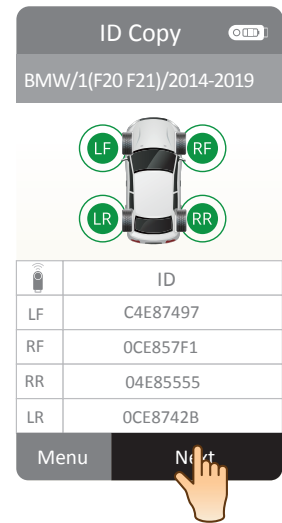 ID Copy
BMW/1(F20 F21)/2014-2019
LF RF
LR RR
ID
LF C4E87497
RF 0CE857F1
RR 04E85555
LR 0CE8742B
Menu Next